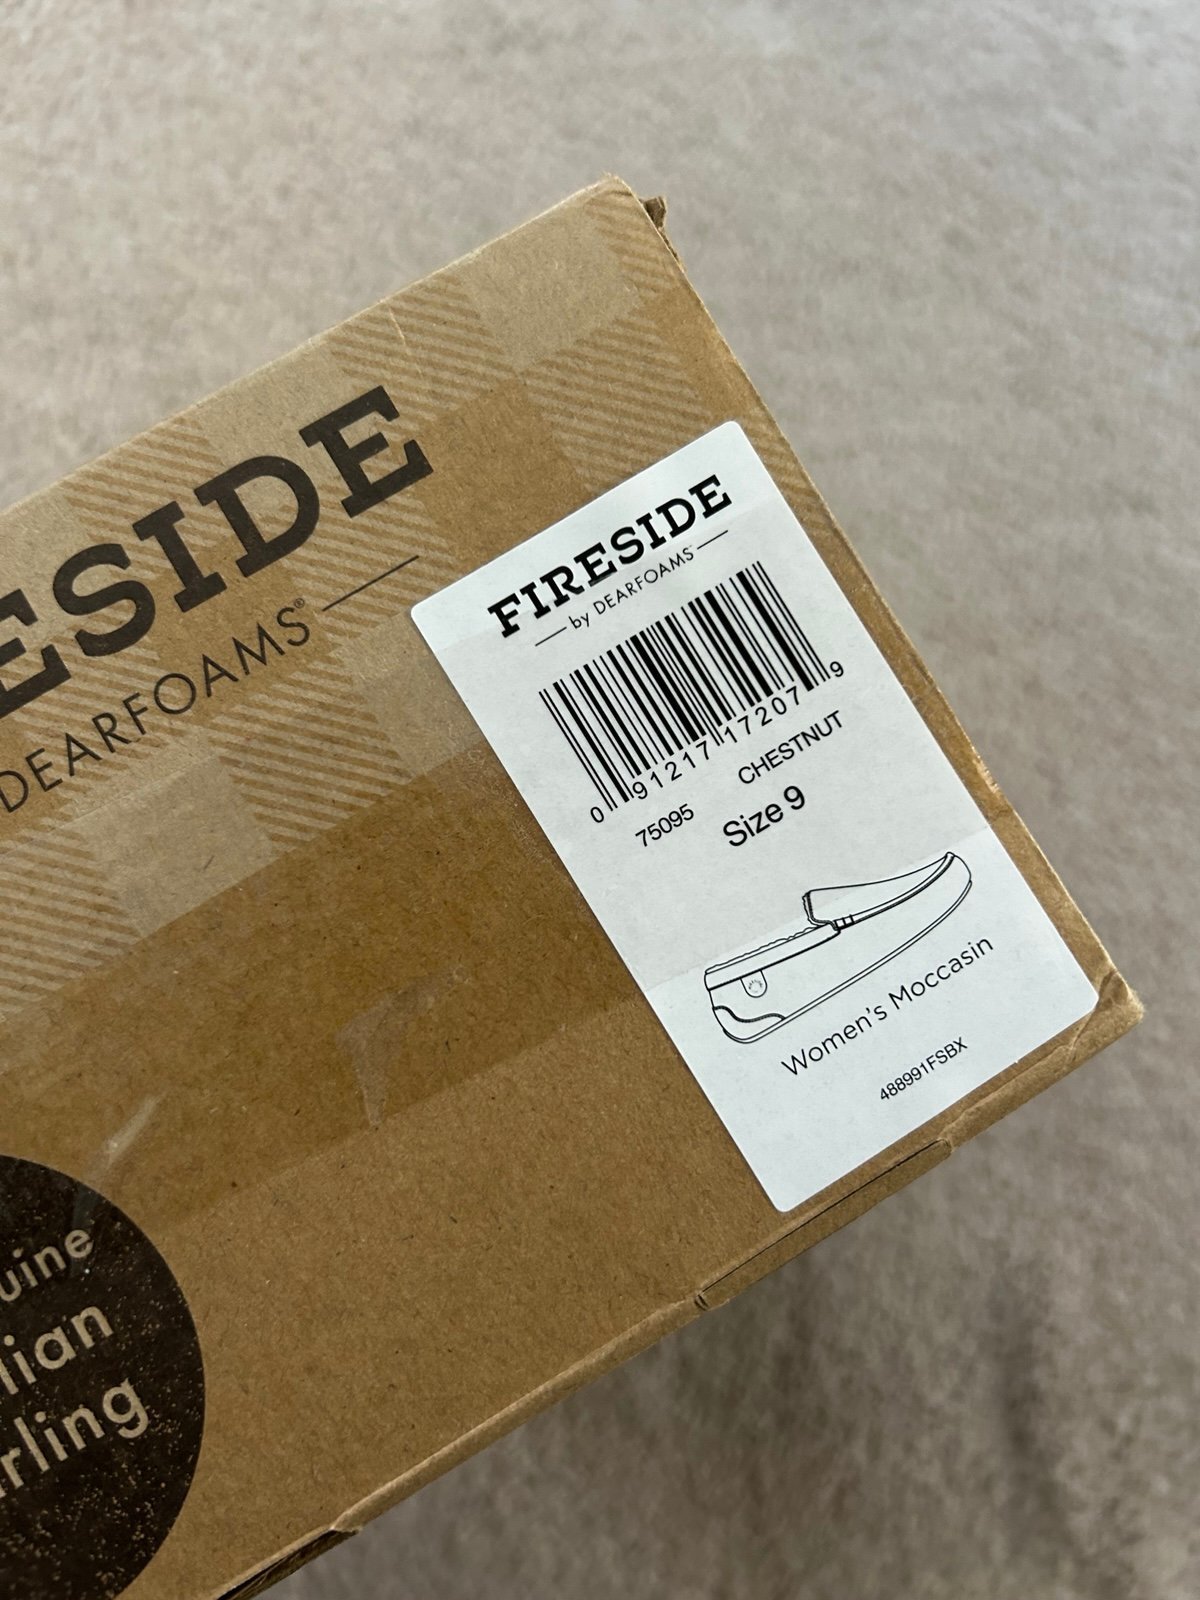 ESIDE
DEARFOAMS®
FIRESIDE
by DEARFOAMS
0 91217 17207 9
75095 CHESTNUT
Size 9
Women's Moccasin
488991FSBX
uine
lian
rling